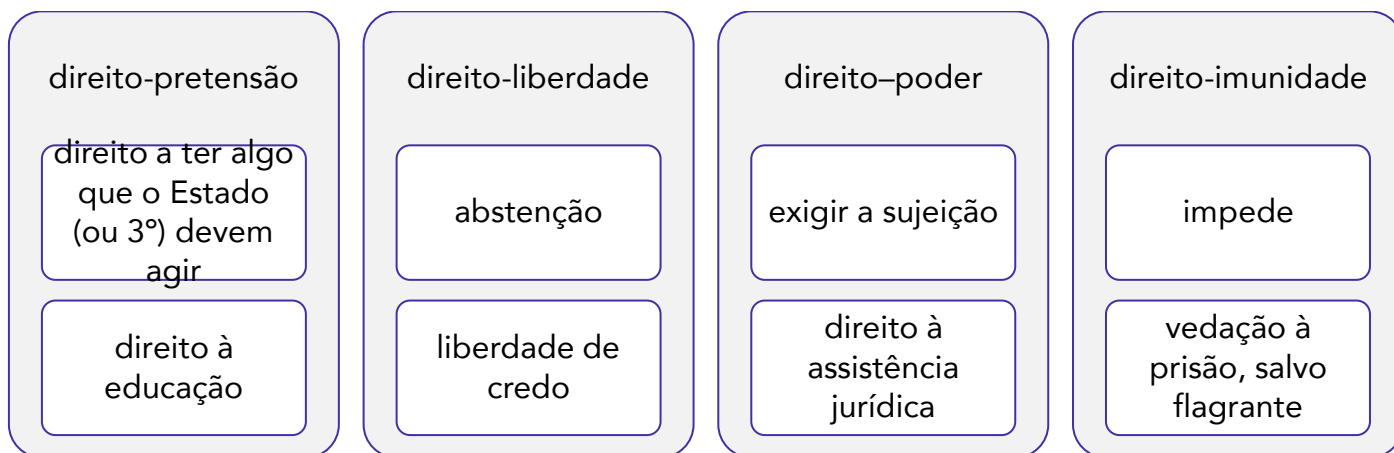 direito-pretensão
direito a ter algo
que o Estado
(ou 3º) devem
agir
direito à
educação
direito-liberdade
abstenção
liberdade de
credo
direito–poder
exigir a sujeição
direito à
assistência
jurídica
direito-imunidade
impede
vedação à
prisão, salvo
flagrante